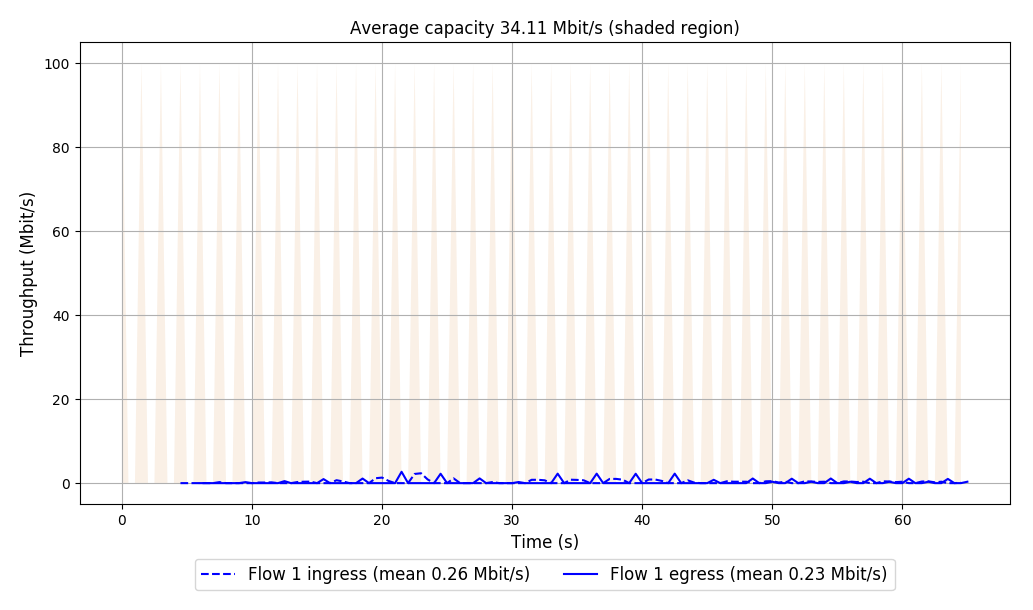 Average capacity 34.11 Mbit/s (shaded region)
100
80
60
40
20
0
Throughput (Mbit/s)
0 10 20 30 40 50 60
Time (s)
Flow 1 ingress (mean 0.26 Mbit/s) Flow 1 egress (mean 0.23 Mbit/s)